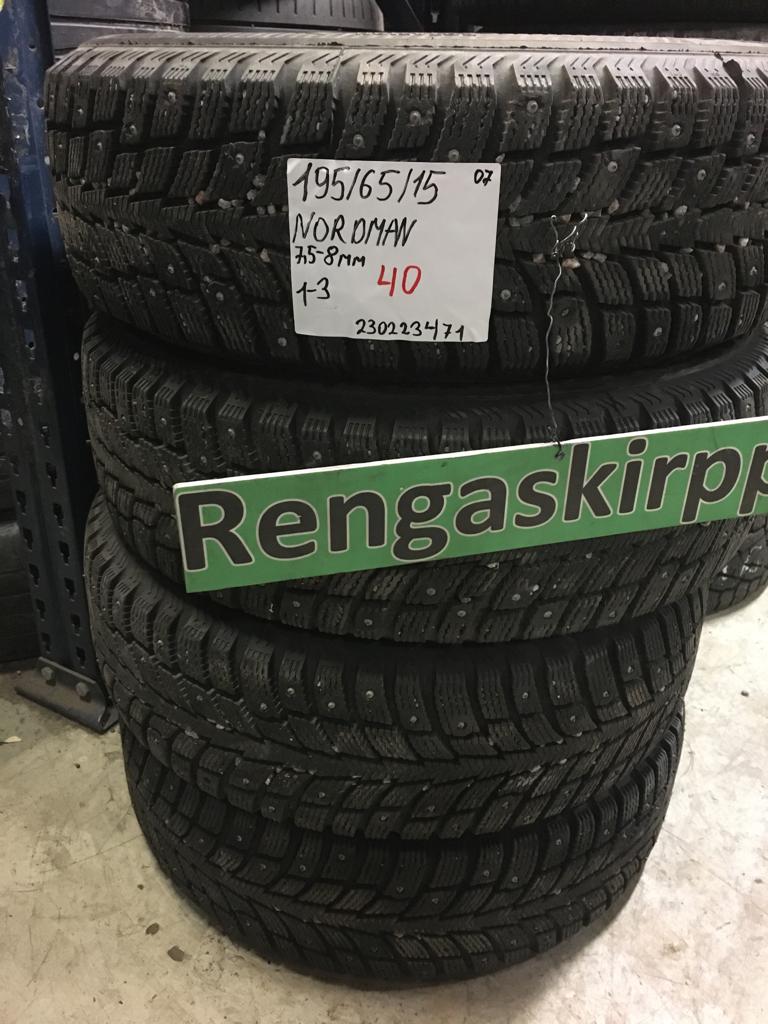 195/65/15 07
NORDMAN
7,5-8MM
1-3 40
230223471
Rengaskirpp